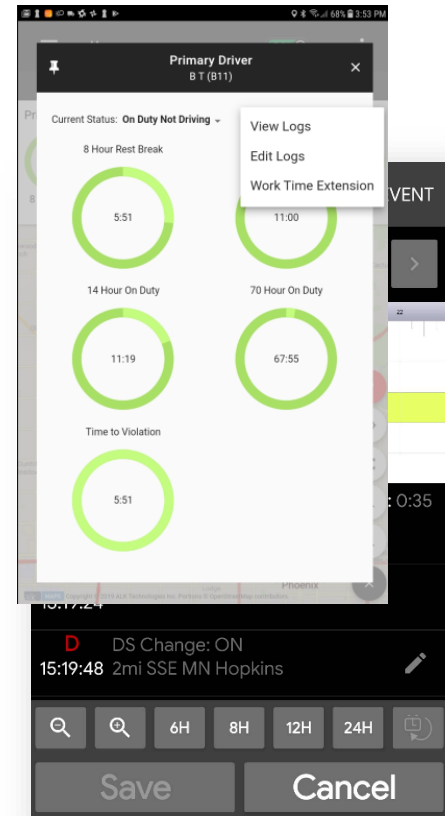 68% 3:53 PM
Primary Driver
B T (B11)
Current Status: On Duty Not Driving
View Logs
Edit Logs
Work Time Extension
8 Hour Rest Break
5:51
11:00
14 Hour On Duty
70 Hour On Duty
11:19
67:55
Time to Violation
5:51
VENT
22
: 0:35
Phoenix
15:17:24
D DS Change: ON
15:19:48 2mi SSE MN Hopkins
6H 8H 12H 24H
Save Cancel